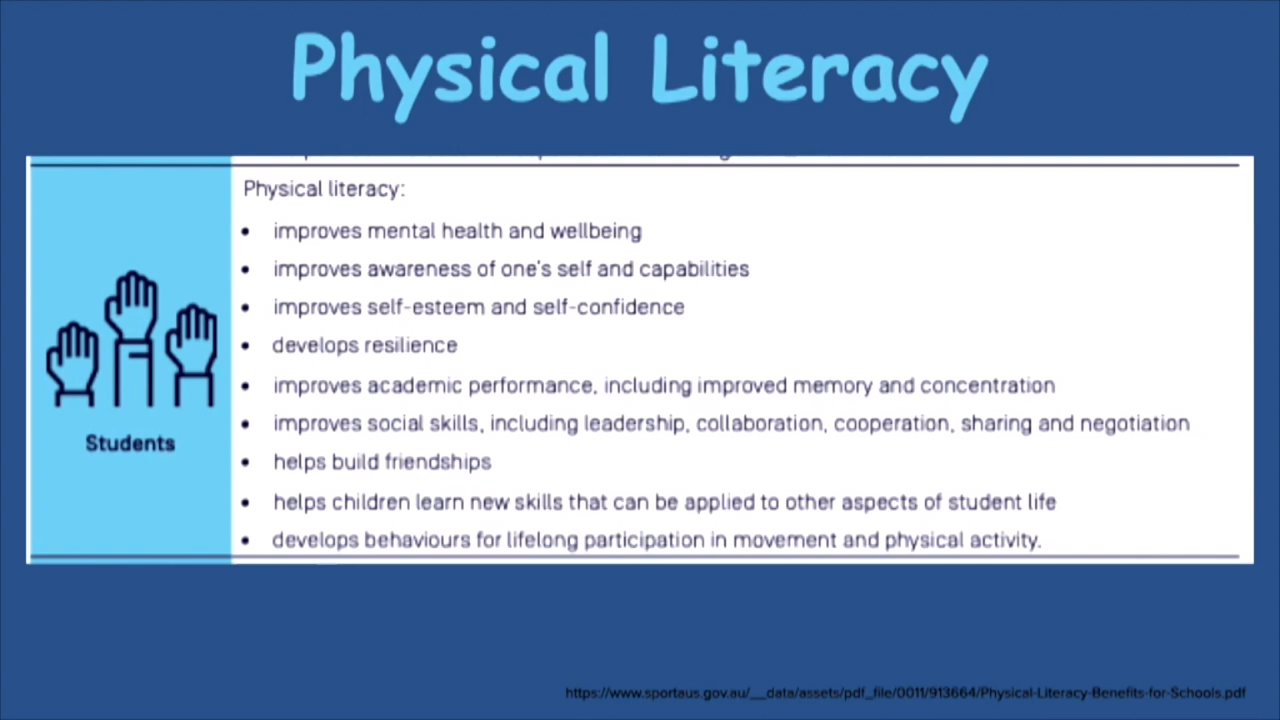 Physical Literacy
Physical literacy:
• improves mental health and wellbeing
• improves awareness of one's self and capabilities
• improves self-esteem and self-confidence
• develops resilience
• improves academic performance, including improved memory and concentration
• improves social skills, including leadership, collaboration, cooperation, sharing and negotiation
• helps build friendships
• helps children learn new skills that can be applied to other aspects of student life
• develops behaviours for lifelong participation in movement and physical activity.
Students
https://www.sportaus.gov.au/__data/assets/pdf_file/0011/913664/Physical-Literacy-Benefits-for-Schools.pdf